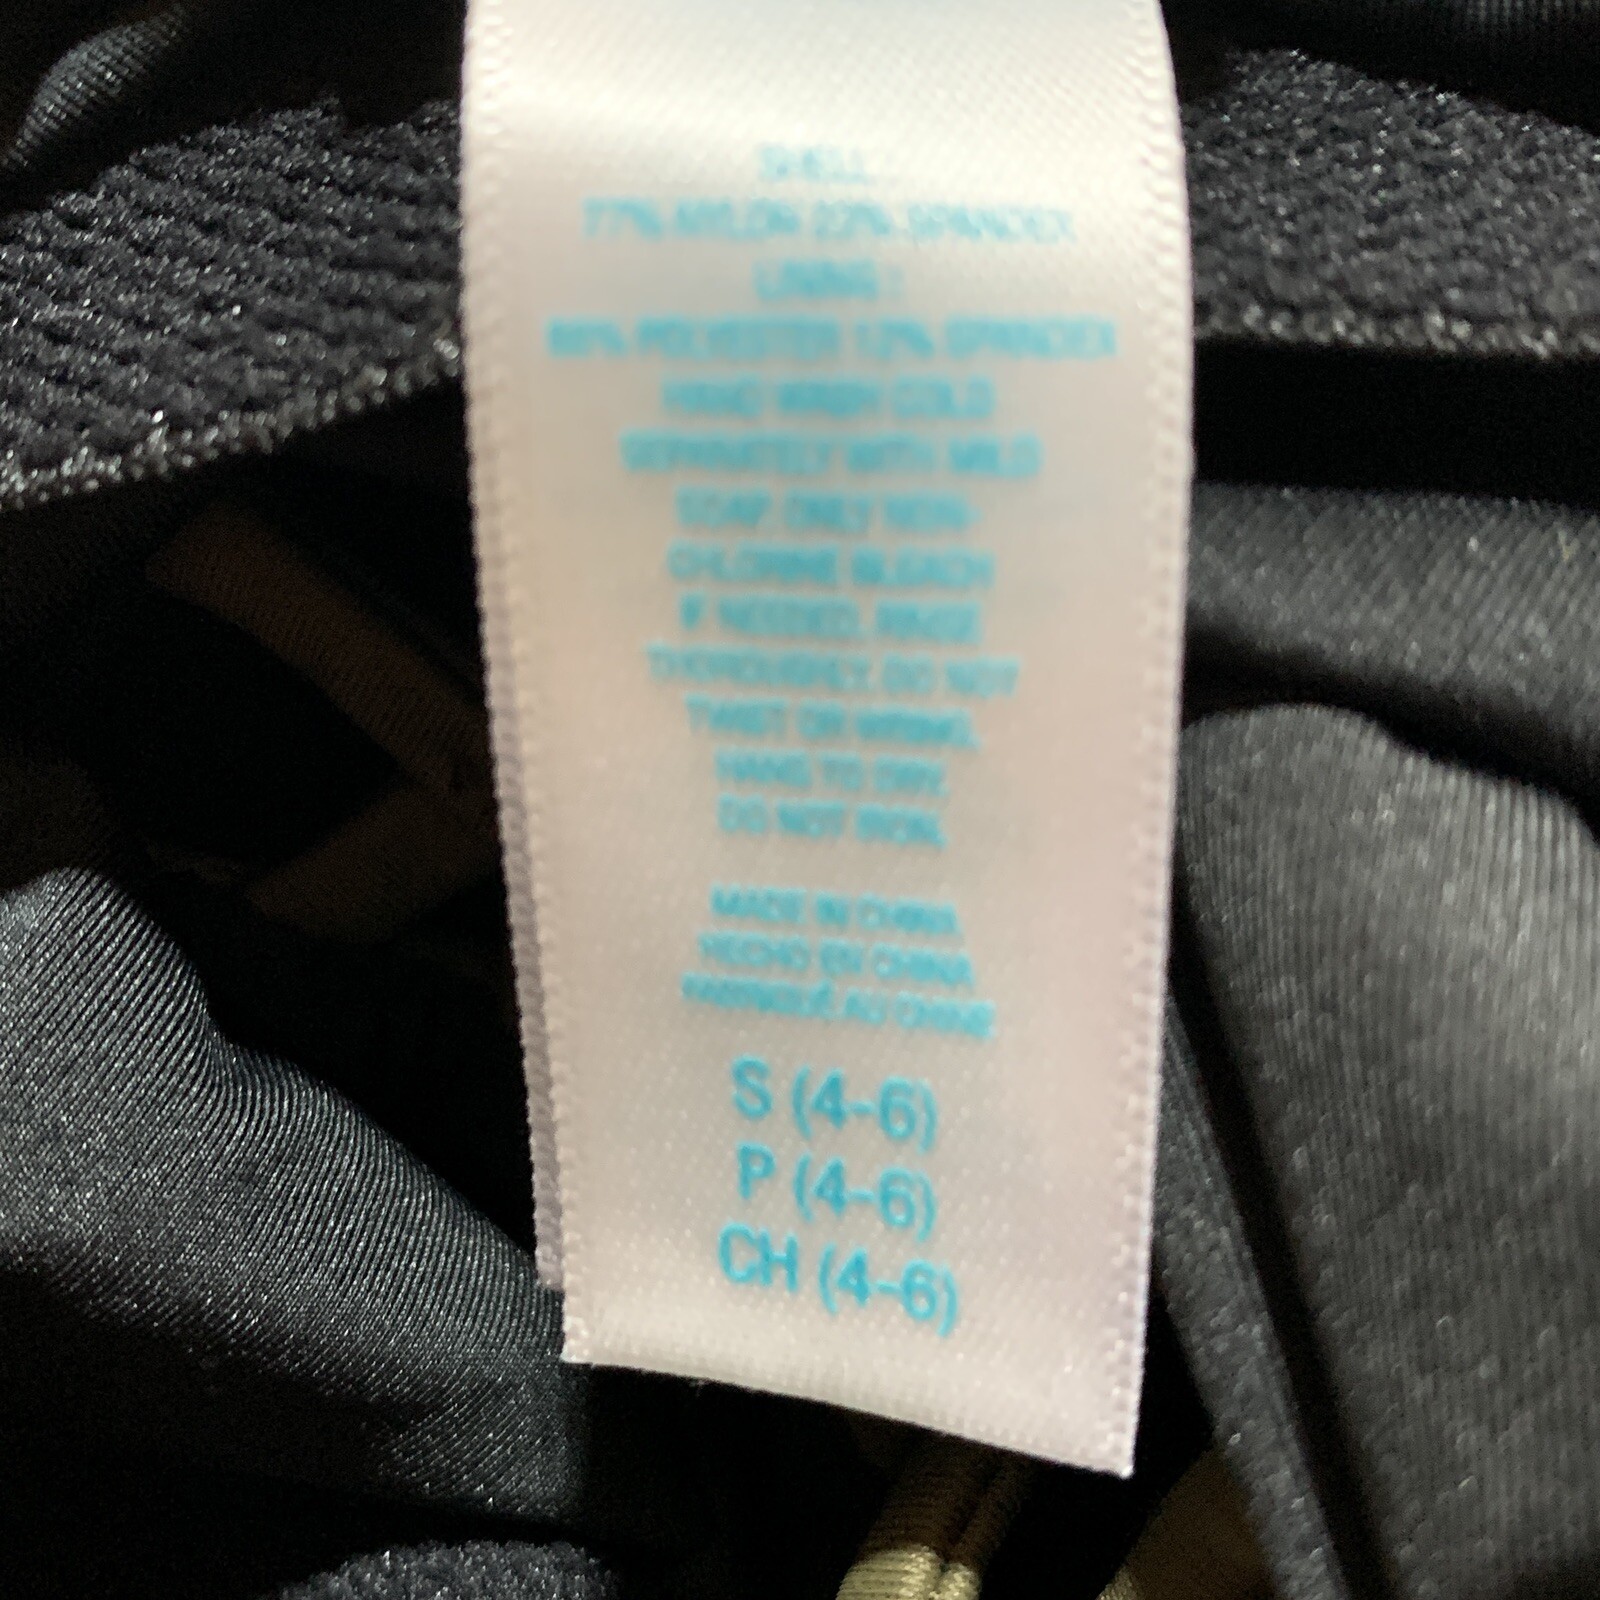 SHELL:
77% NYLON 23% SPANDEX
LINING :
88% POLYESTER 12% SPANDEX
HAND WASH COLD
SEPARATELY WITH MILD
SOAP, ONLY NON-
CHLORINE BLEACH
IF NEEDED, RINSE
THOROUGHLY, DO NOT
TWIST OR WRING,
HANG TO DRY,
DO NOT IRON.
MADE IN CHINA
HECHO EN CHINA
FABRIQUÉ AU CHINE
S (4-6)
P (4-6)
CH (4-6)